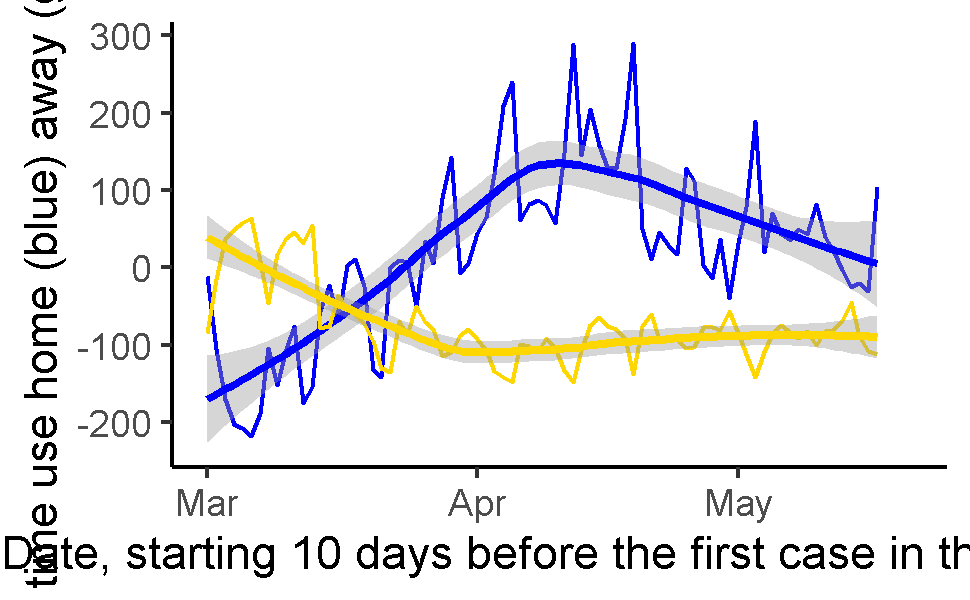 time use home (blue) away (
300
200
100
0
-100
-200
Mar Apr May
Date, starting 10 days before the first case in th